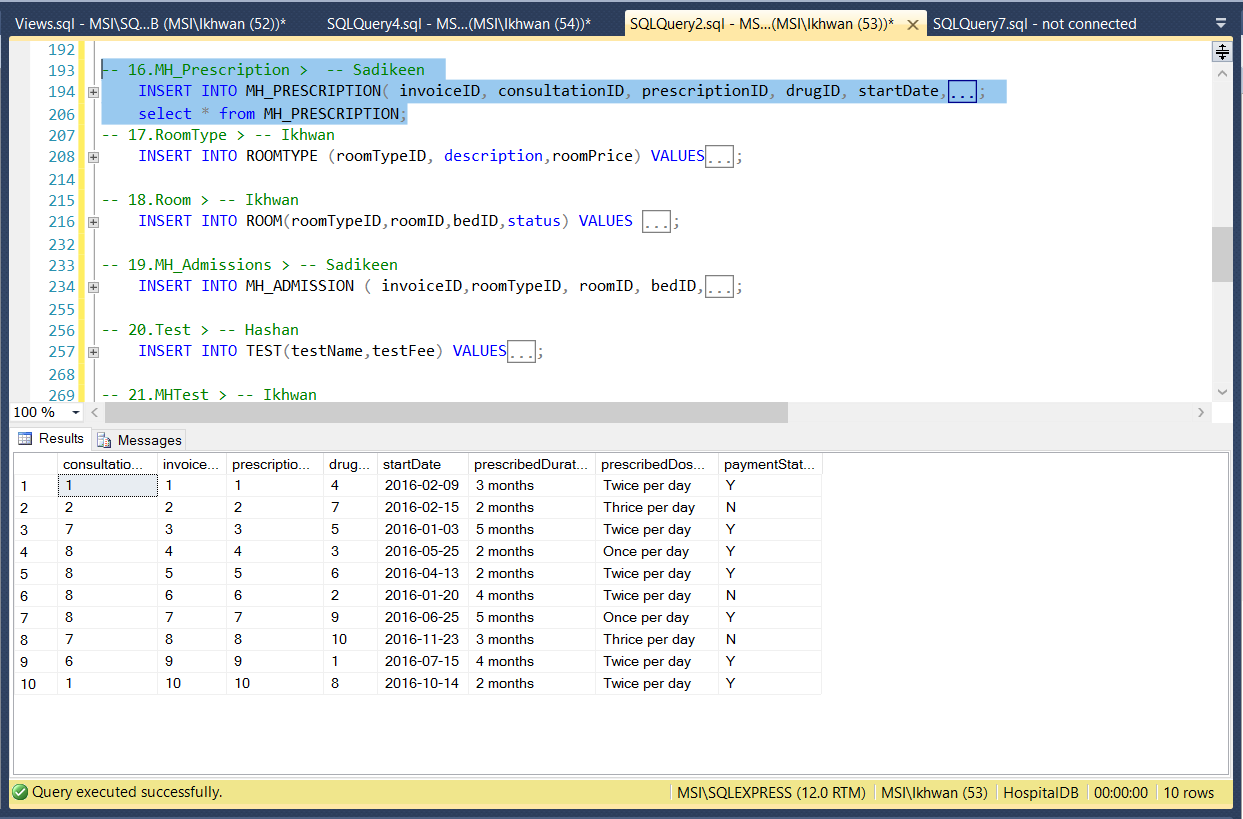 Views.sql - MSI\SQ...B (MSI\Ikhwan (52))* SQLQuery4.sql - MS...(MSI\Ikhwan (54))* SQLQuery2.sql - MS...(MSI\Ikhwan (53))* SQLQuery7.sql - not connected
192
193 -- 16.MH_Prescription > -- Sadikeen
194 INSERT INTO MH_PRESCRIPTION( invoiceID, consultationID, prescriptionID, drugID, startDate,...;
206 select * from MH_PRESCRIPTION;
207 -- 17.RoomType > -- Ikhwan
208 INSERT INTO ROOMTYPE (roomTypeID, description,roomPrice) VALUES...;
214
215 -- 18.Room > -- Ikhwan
216 INSERT INTO ROOM(roomTypeID,roomID,bedID,status) VALUES ...;
232
233 -- 19.MH_Admissions > -- Sadikeen
234 INSERT INTO MH_ADMISSION ( invoiceID,roomTypeID, roomID, bedID,...;
255
256 -- 20.Test > -- Hashan
257 INSERT INTO TEST(testName,testFee) VALUES...;
268
269 -- 21.MHTest > -- Ikhwan
100 %
Results Messages
consultatio... invoice... prescriptio... drug... startDate prescribedDurat... prescribedDos... paymentStat...
1 1 1 1 4 2016-02-09 3 months Twice per day Y
2 2 2 2 7 2016-02-15 2 months Thrice per day N
3 7 3 3 5 2016-01-03 5 months Twice per day Y
4 8 4 4 3 2016-05-25 2 months Once per day Y
5 8 5 5 6 2016-04-13 2 months Twice per day Y
6 8 6 6 2 2016-01-20 4 months Twice per day N
7 8 7 7 9 2016-06-25 5 months Once per day Y
8 7 8 8 10 2016-11-23 3 months Thrice per day N
9 6 9 9 1 2016-07-15 4 months Twice per day Y
10 1 10 10 8 2016-10-14 2 months Twice per day Y
Query executed successfully. MSI\SQLEXPRESS (12.0 RTM) MSI\Ikhwan (53) HospitalDB 00:00:00 10 rows